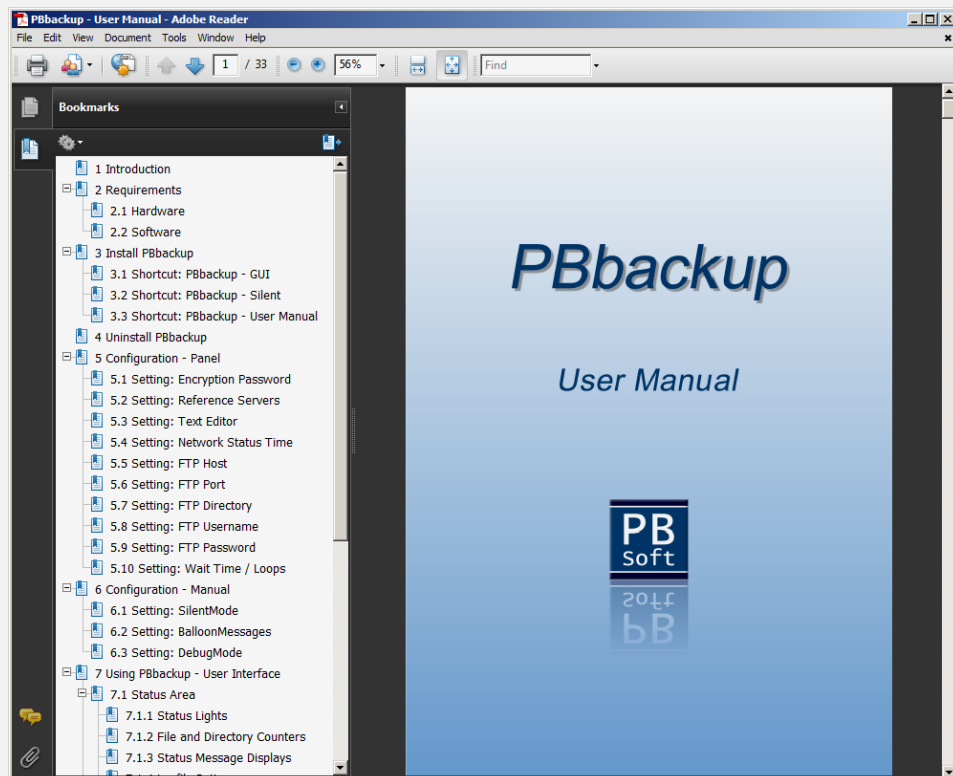 PBbackup - User Manual - Adobe Reader
File Edit View Document Tools Window Help
1 / 33 56% Find
Bookmarks
1 Introduction
2 Requirements
2.1 Hardware
2.2 Software
3 Install PBbackup
3.1 Shortcut: PBbackup - GUI
3.2 Shortcut: PBbackup - Silent
3.3 Shortcut: PBbackup - User Manual
4 Uninstall PBbackup
5 Configuration - Panel
5.1 Setting: Encryption Password
5.2 Setting: Reference Servers
5.3 Setting: Text Editor
5.4 Setting: Network Status Time
5.5 Setting: FTP Host
5.6 Setting: FTP Port
5.7 Setting: FTP Directory
5.8 Setting: FTP Username
5.9 Setting: FTP Password
5.10 Setting: Wait Time / Loops
6 Configuration - Manual
6.1 Setting: SilentMode
6.2 Setting: BalloonMessages
6.3 Setting: DebugMode
7 Using PBbackup - User Interface
7.1 Status Area
7.1.1 Status Lights
7.1.2 File and Directory Counters
7.1.3 Status Message Displays
PBbackup
User Manual
PB
Soft